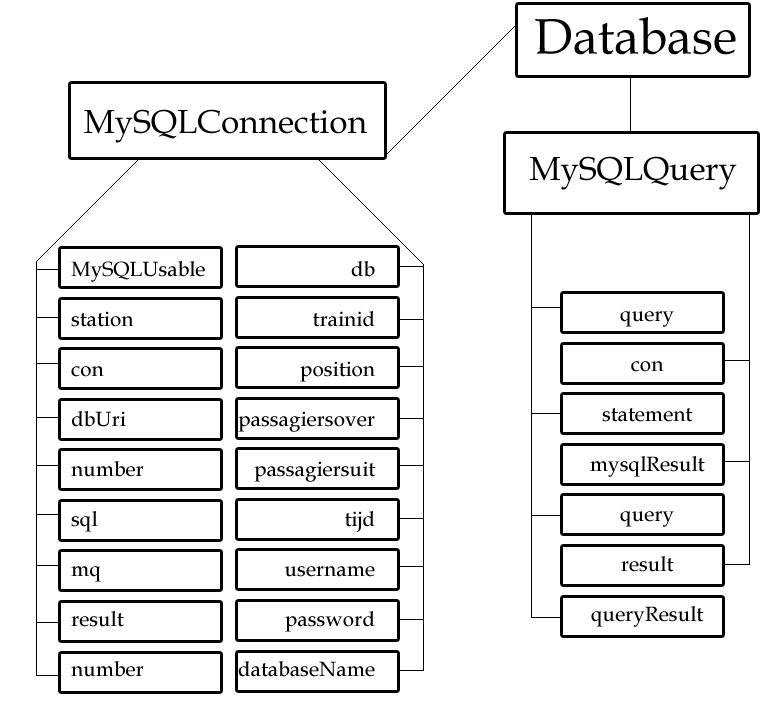 Database
MySQLConnection
MySQLQuery
MySQLUsable
station
con
dbUri
number
sql
mq
result
number
db
trainid
position
passagiersover
passagiersuit
tijd
username
password
databaseName
query
con
statement
mysqlResult
query
result
queryResult